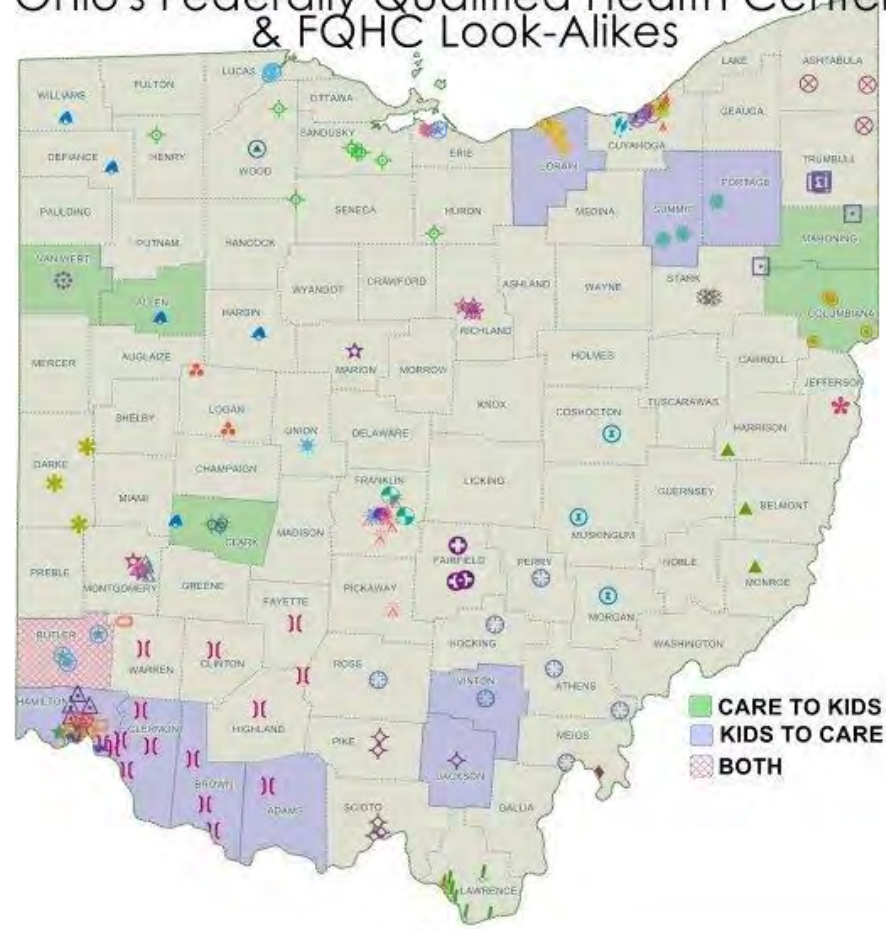 Ohio's Federally Qualified Health Center
& FQHC Look-Alikes
LAKE
ASHTABULA
LUCAS
FULTON
WILLIAMS
OTTAWA
GEAUGA
SANDUSKY
CUYAHOGA
DEFIANCE
HENRY
WOOD
ERIE
LORAIN
TRUMBULL
PORTAGE
PAULDING
SENECA
HURON
MEDINA
SUMMIT
PUTNAM
HANCOCK
MAHONING
VAN WERT
STARK
WYANDOT
CRAWFORD
ASHLAND
WAYNE
ALLEN
HARDIN
COLUMBIANA
RICHLAND
MERCER
AUGLAIZE
MARION
MORROW
HOLMES
CARROLL
JEFFERSON
SHELBY
LOGAN
KNOX
COSHOCTON
TUSCARAWAS
UNION
DELAWARE
HARRISON
DARKE
CHAMPAIGN
FRANKLIN
LICKING
GUERNSEY
MIAMI
BELMONT
CLARK
MADISON
MUSKINGUM
PREBLE
MONTGOMERY
GREENE
FAIRFIELD
PERRY
NOBLE
PICKAWAY
MONROE
FAYETTE
MORGAN
BUTLER
HOCKING
WASHINGTON
WARREN
CLINTON
ROSS
VINTON
ATHENS
HAMILTON
CLERMONT
HIGHLAND
CARE TO KIDS
KIDS TO CARE
PIKE
MEIGS
BOTH
JACKSON
BROWN
ADAMS
SCIOTO
GALLIA
LAWRENCE